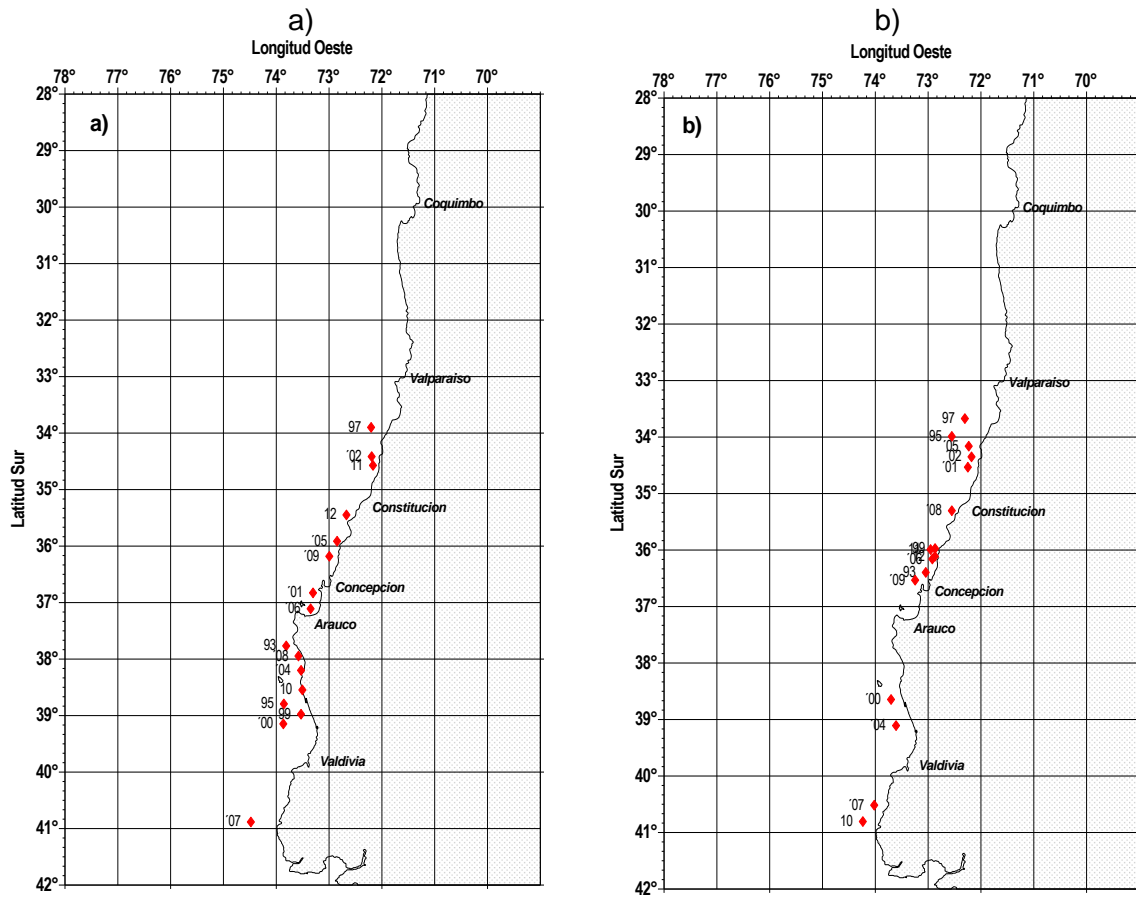 a)
Longitud Oeste
78° 77° 76° 75° 74° 73° 72° 71° 70°
28°
a)
29°
30°
Coquimbo
31°
32°
33°
Valparaiso
97
34°
´02
11
35°
Constitucion
12
´05
36°
´09
Concepcion
´01
37°
06
Arauco
93
38°
´08
´04
10
95
39°
99
´00
Valdivia
40°
´07
41°
42°
Latitud Sur
b)
Longitud Oeste
78° 77° 76° 75° 74° 73° 72° 71° 70°
28°
b)
29°
30°
Coquimbo
31°
32°
33°
Valparaiso
97
34°
95
´05
´02
´01
35°
´08
Constitucion
36°
99
93
´09
Concepcion
37°
Arauco
38°
´00
39°
´04
Valdivia
40°
´07
10
41°
42°
Latitud Sur